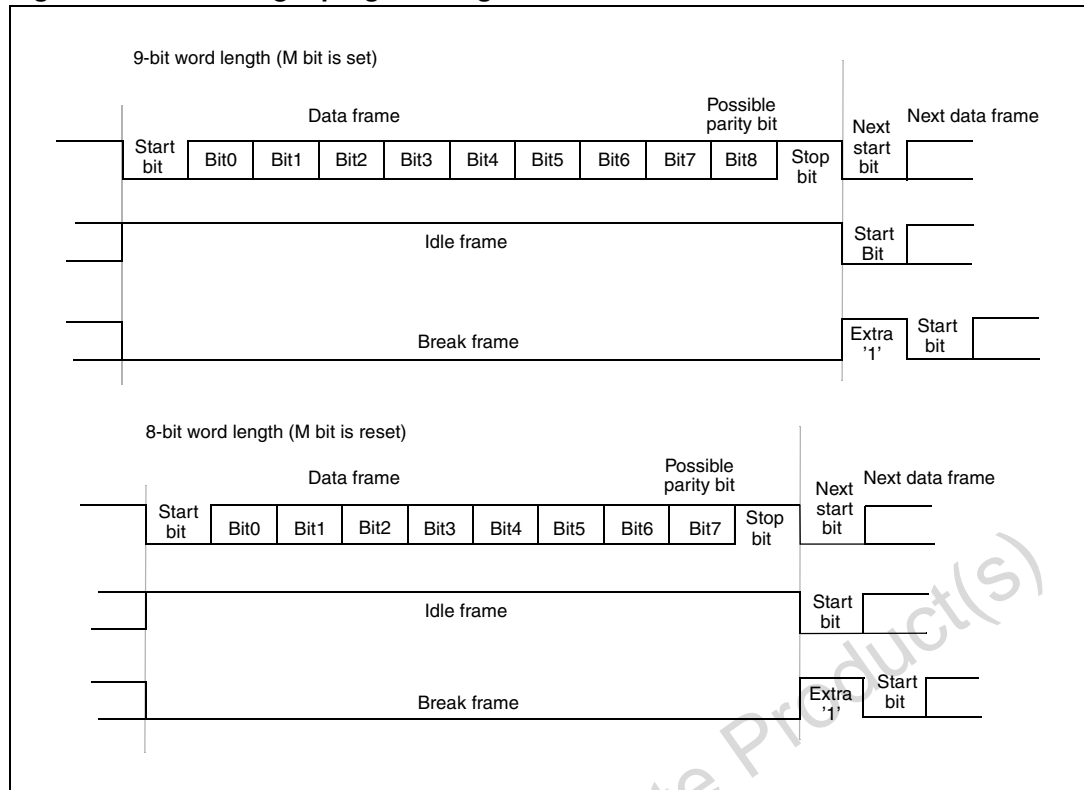 9-bit word length (M bit is set)
Data frame
Possible
parity bit
Next data frame
Start
bit
Bit0 Bit1 Bit2 Bit3 Bit4 Bit5 Bit6 Bit7 Bit8
Stop
bit
Next
start
bit
Idle frame
Start
Bit
Break frame
Extra
'1'
Start
bit
8-bit word length (M bit is reset)
Data frame
Possible
parity bit
Next data frame
Start
bit
Bit0 Bit1 Bit2 Bit3 Bit4 Bit5 Bit6 Bit7
Stop
bit
Next
start
bit
Idle frame
Start
bit
Break frame
Extra
'1'
Start
bit
Product(s)